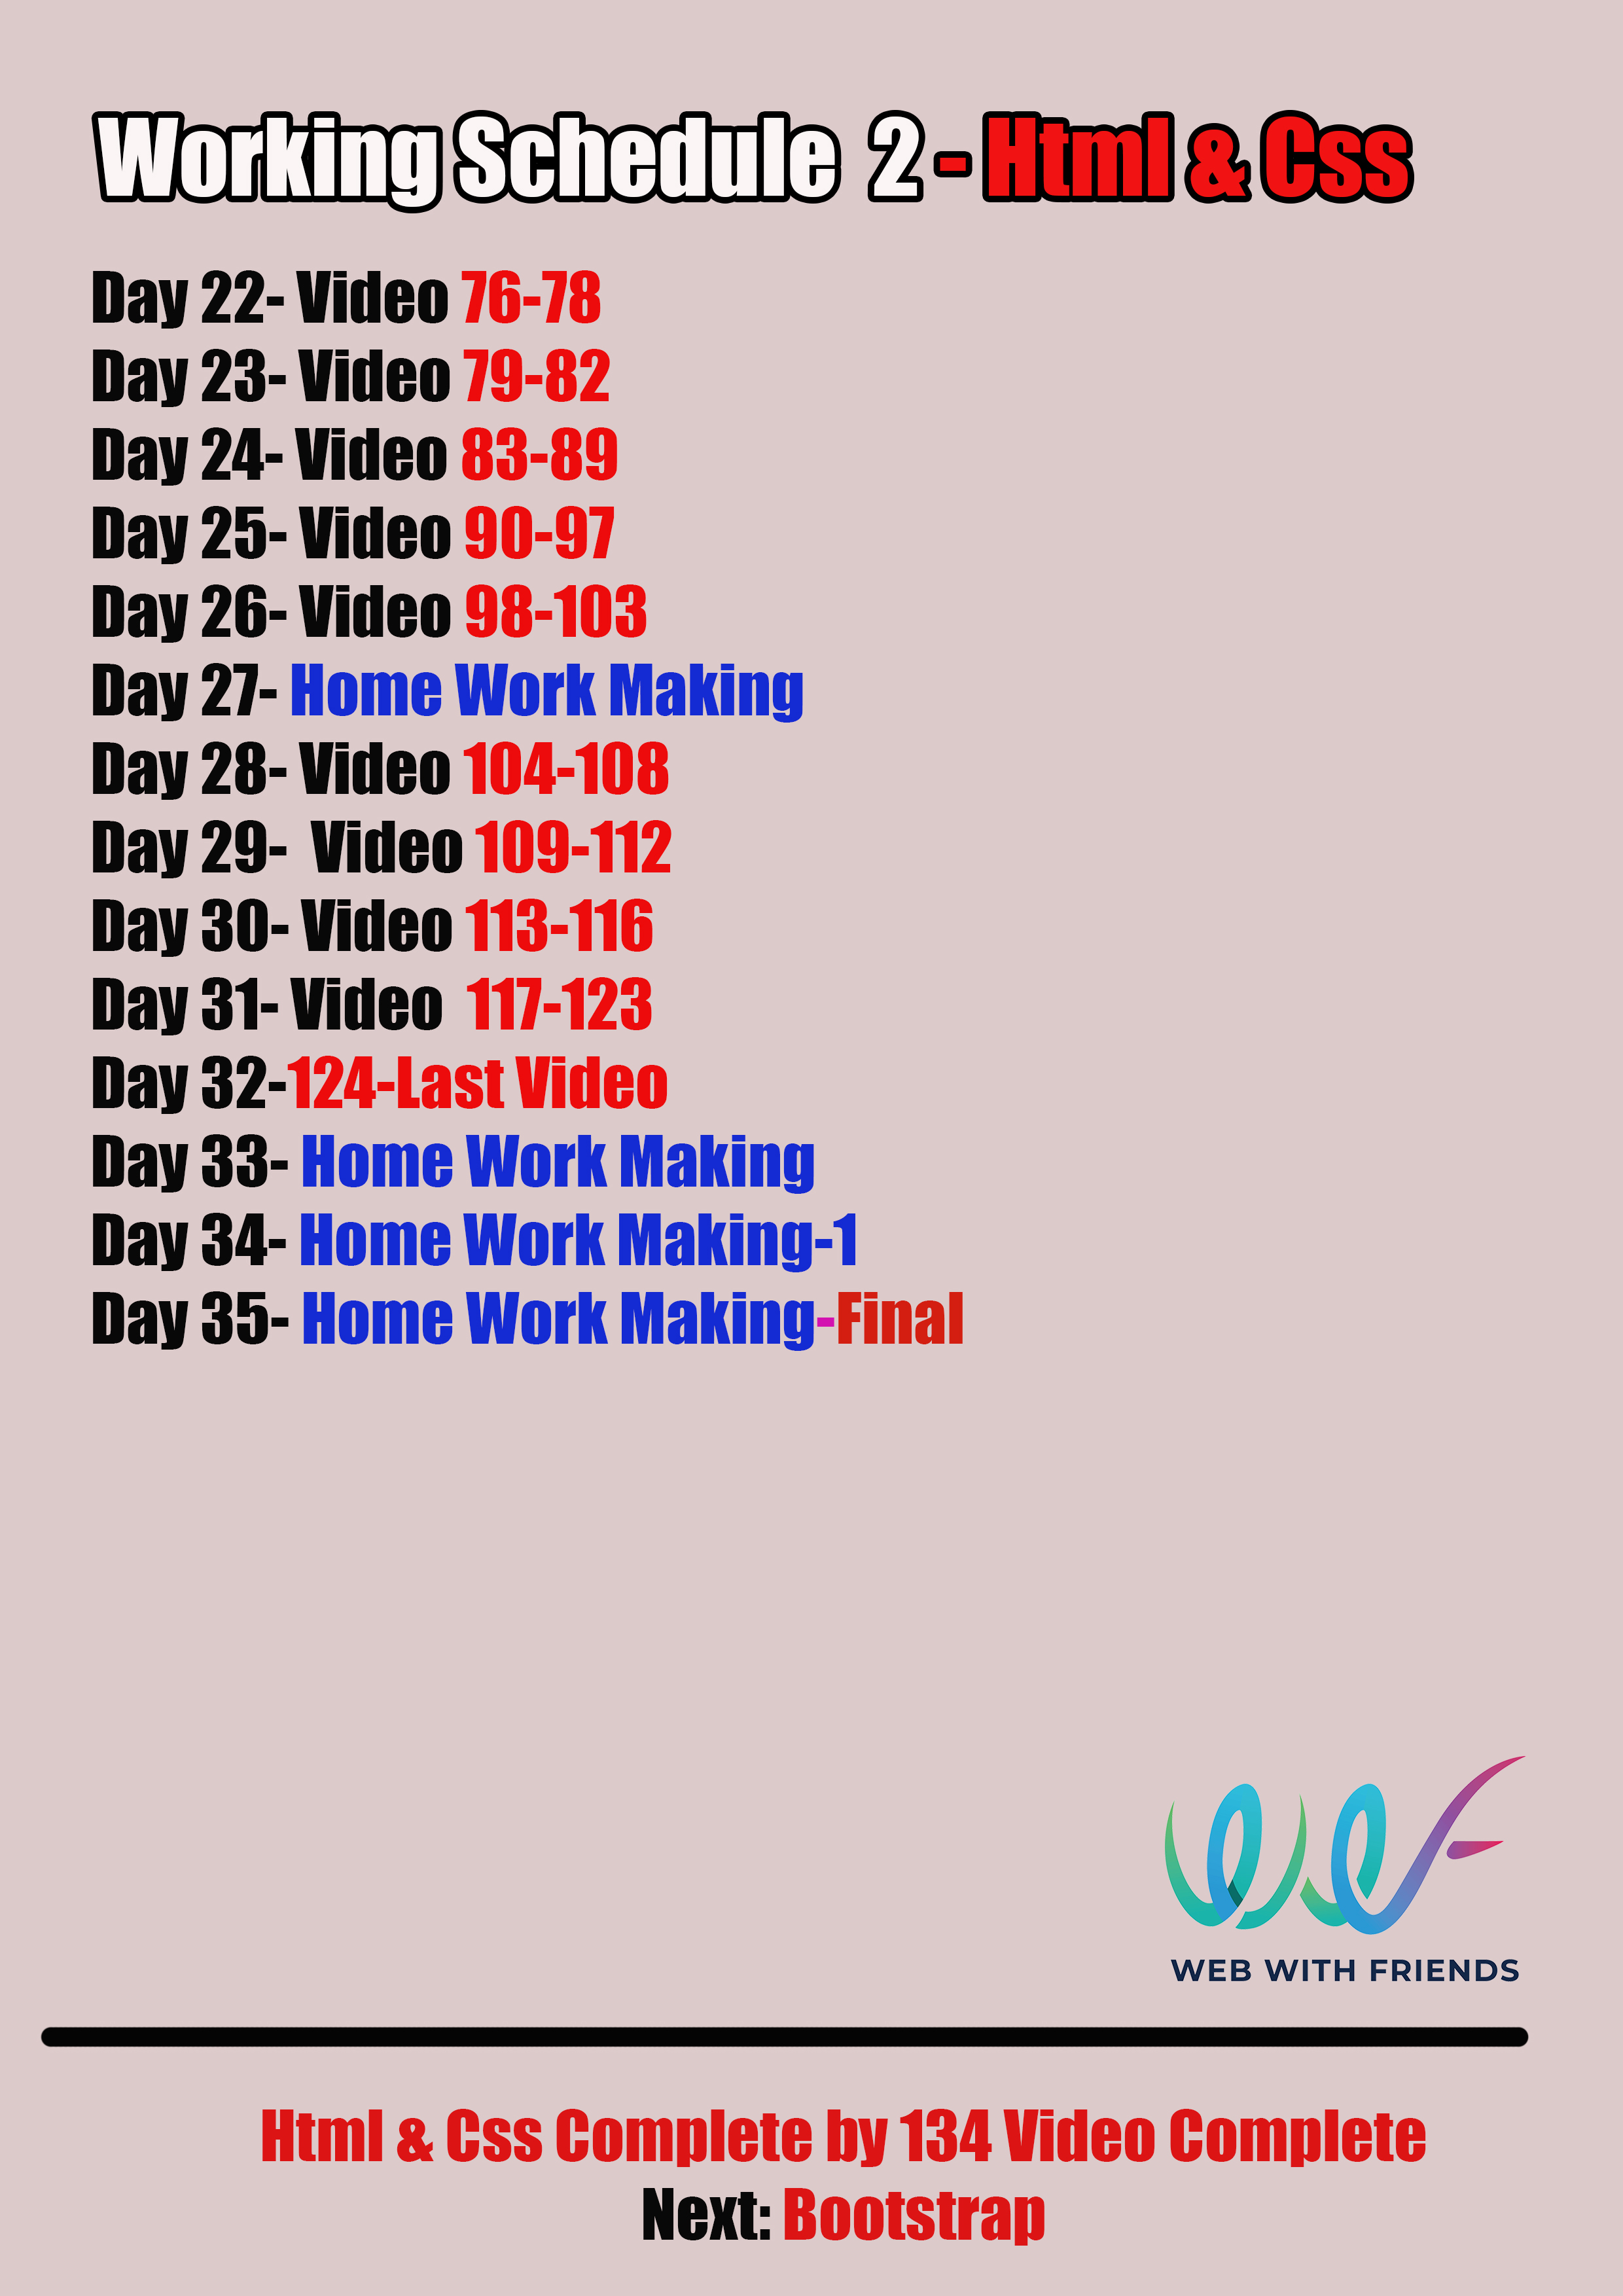 Working Schedule 2 - Html & Css
Day 22- Video 76-78
Day 23- Video 79-82
Day 24- Video 83-89
Day 25- Video 90-97
Day 26- Video 98-103
Day 27- Home Work Making
Day 28- Video 104-108
Day 29- Video 109-112
Day 30- Video 113-116
Day 31- Video 117-123
Day 32-124-Last Video
Day 33- Home Work Making
Day 34- Home Work Making-1
Day 35- Home Work Making-Final
WEB WITH FRIENDS
Html & Css Complete by 134 Video Complete
Next: Bootstrap